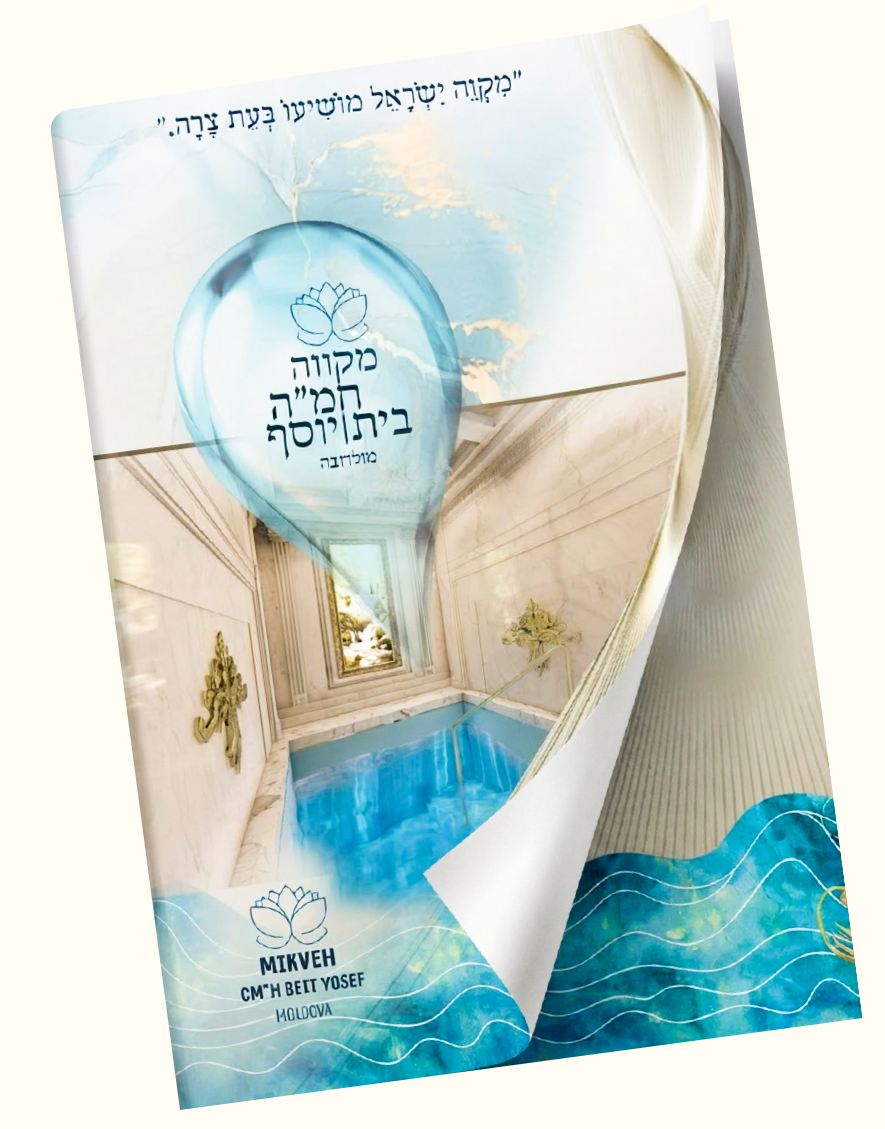 "מִקְוֵה יִשְׂרָאֵל מוֹשִׁיעוֹ בְּעֵת צָרָה."
מקווה
חמ"ה
בית יוסף
מולדובה
MIKVEH
CM"H BEIT YOSEF
MOLDOVA